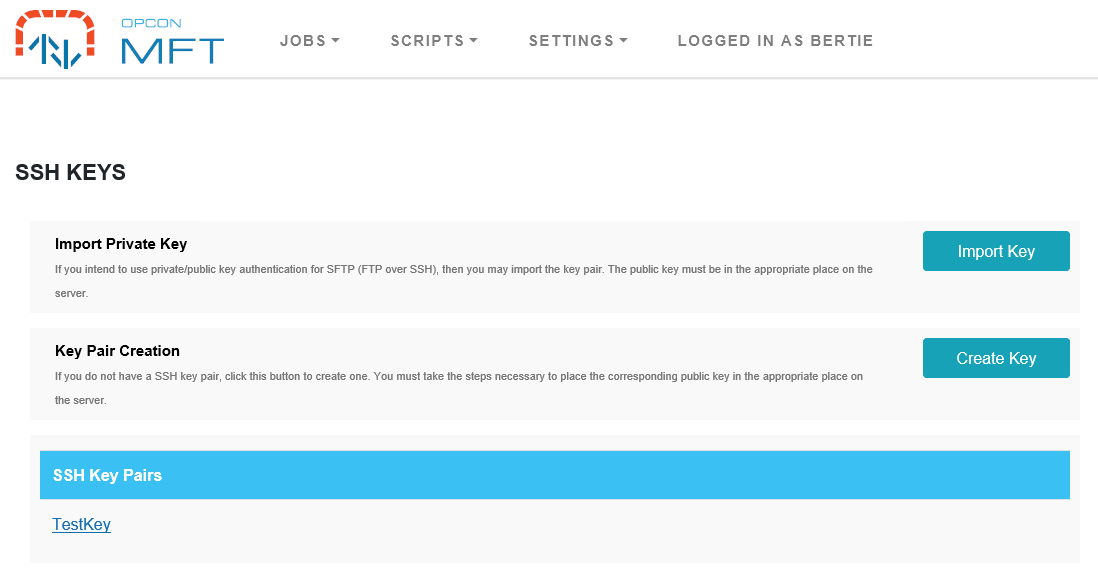 OPCON
MFT
JOBS
SCRIPTS
SETTINGS
LOGGED IN AS BERTIE
SSH KEYS
Import Private Key
If you intend to use private/public key authentication for SFTP (FTP over SSH), then you may import the key pair. The public key must be in the appropriate place on the
server.
Import Key
Key Pair Creation
If you do not have a SSH key pair, click this button to create one. You must take the steps necessary to place the corresponding public key in the appropriate place on
the server.
Create Key
SSH Key Pairs
TestKey